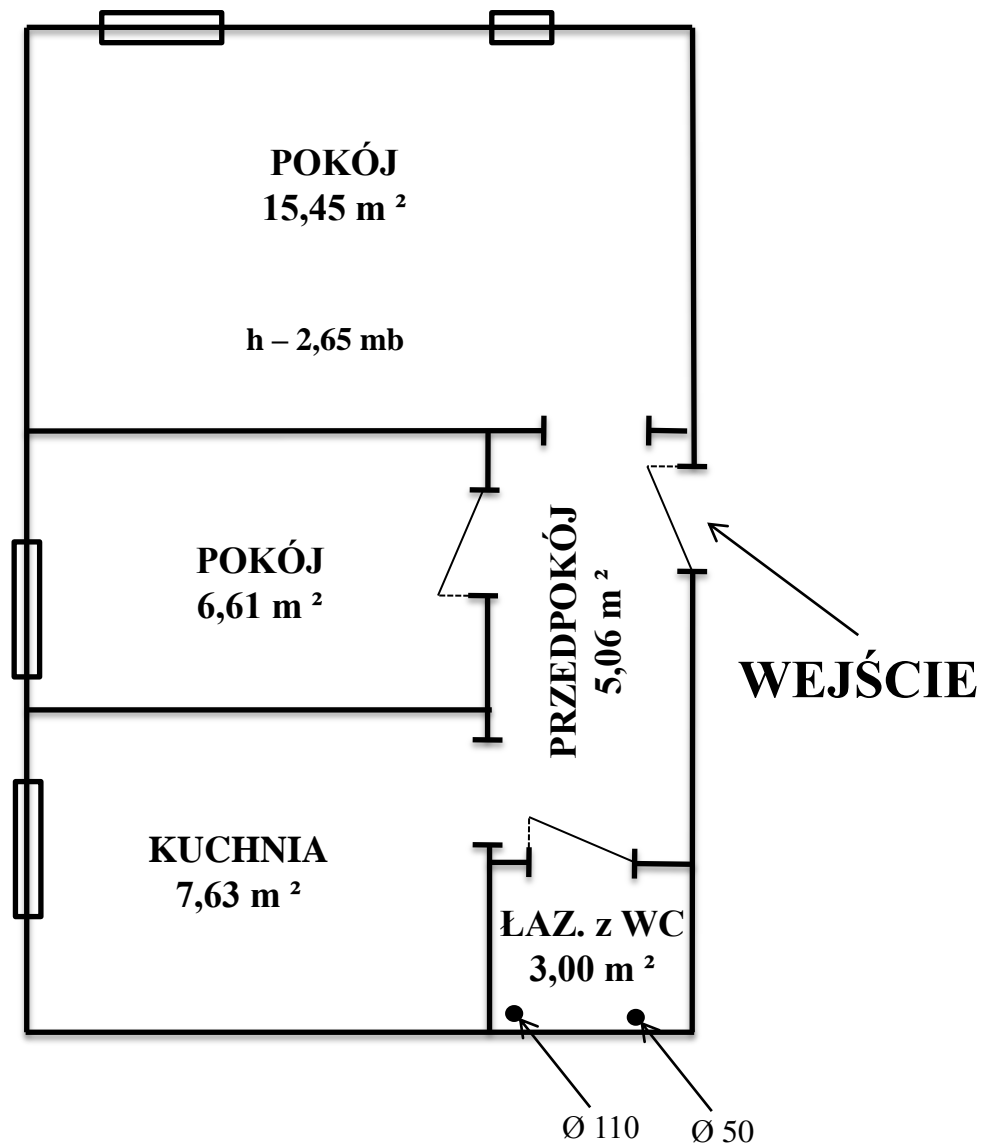 POKÓJ
15,45 m ²
h – 2,65 mb
POKÓJ
6,61 m ²
PRZEDPOKÓJ
5,06 m ²
WEJŚCIE
KUCHNIA
7,63 m ²
ŁAZ. z WC
3,00 m ²
Ø 110
Ø 50